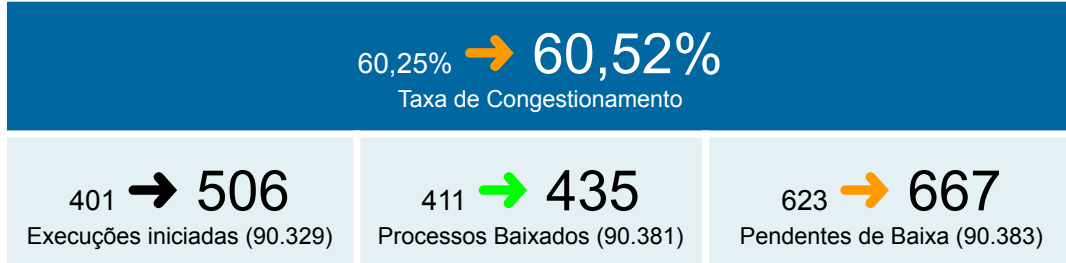 60,25% ➜ 60,52%
Taxa de Congestionamento
401 ➜ 506
Execuções iniciadas (90.329)
411 ➜ 435
Processos Baixados (90.381)
623 ➜ 667
Pendentes de Baixa (90.383)